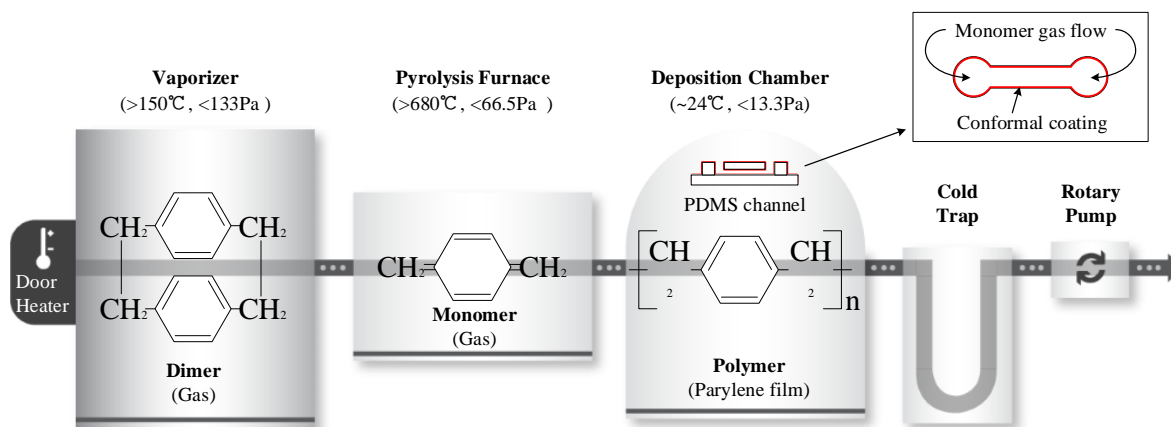 Vaporizer
(>150℃, <133Pa )
Pyrolysis Furnace
(>680℃, <66.5Pa )
Deposition Chamber
(~24℃, <13.3Pa)
Monomer gas flow
Conformal coating
PDMS channel
Cold
Trap
Rotary
Pump
Door
Heater
CH₂ CH₂
CH₂ CH₂
Dimer
(Gas)
CH₂ CH₂
Monomer
(Gas)
CH CH
2 2
n
Polymer
(Parylene film)